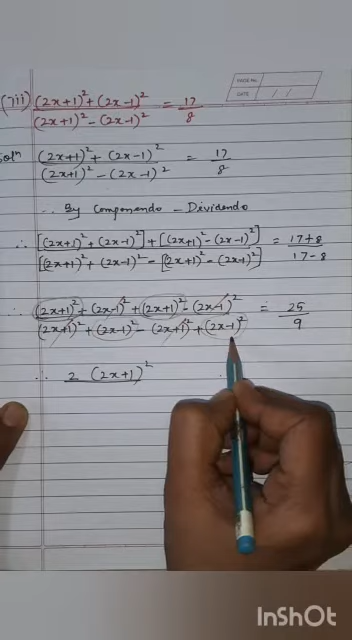 PAGE No.
DATE / /
(vii) (2x+1)² + (2x-1)² / (2x+1)² - (2x-1)² = 17/8
Solⁿ (2x+1)² + (2x-1)² / (2x+1)² - (2x-1)² = 17/8
∴ By Componendo - Dividendo
∴ [(2x+1)² + (2x-1)²] + [(2x+1)² - (2x-1)²] / [(2x+1)² + (2x-1)² - [(2x+1)² - (2x-1)²] = 17+8 / 17-8
∴ (2x+1)² + (2x-1)² + (2x+1)² - (2x-1)² / (2x+1)² + (2x-1)² - (2x+1)² + (2x-1)² = 25/9
∴ 2 (2x+1)²
InShOt